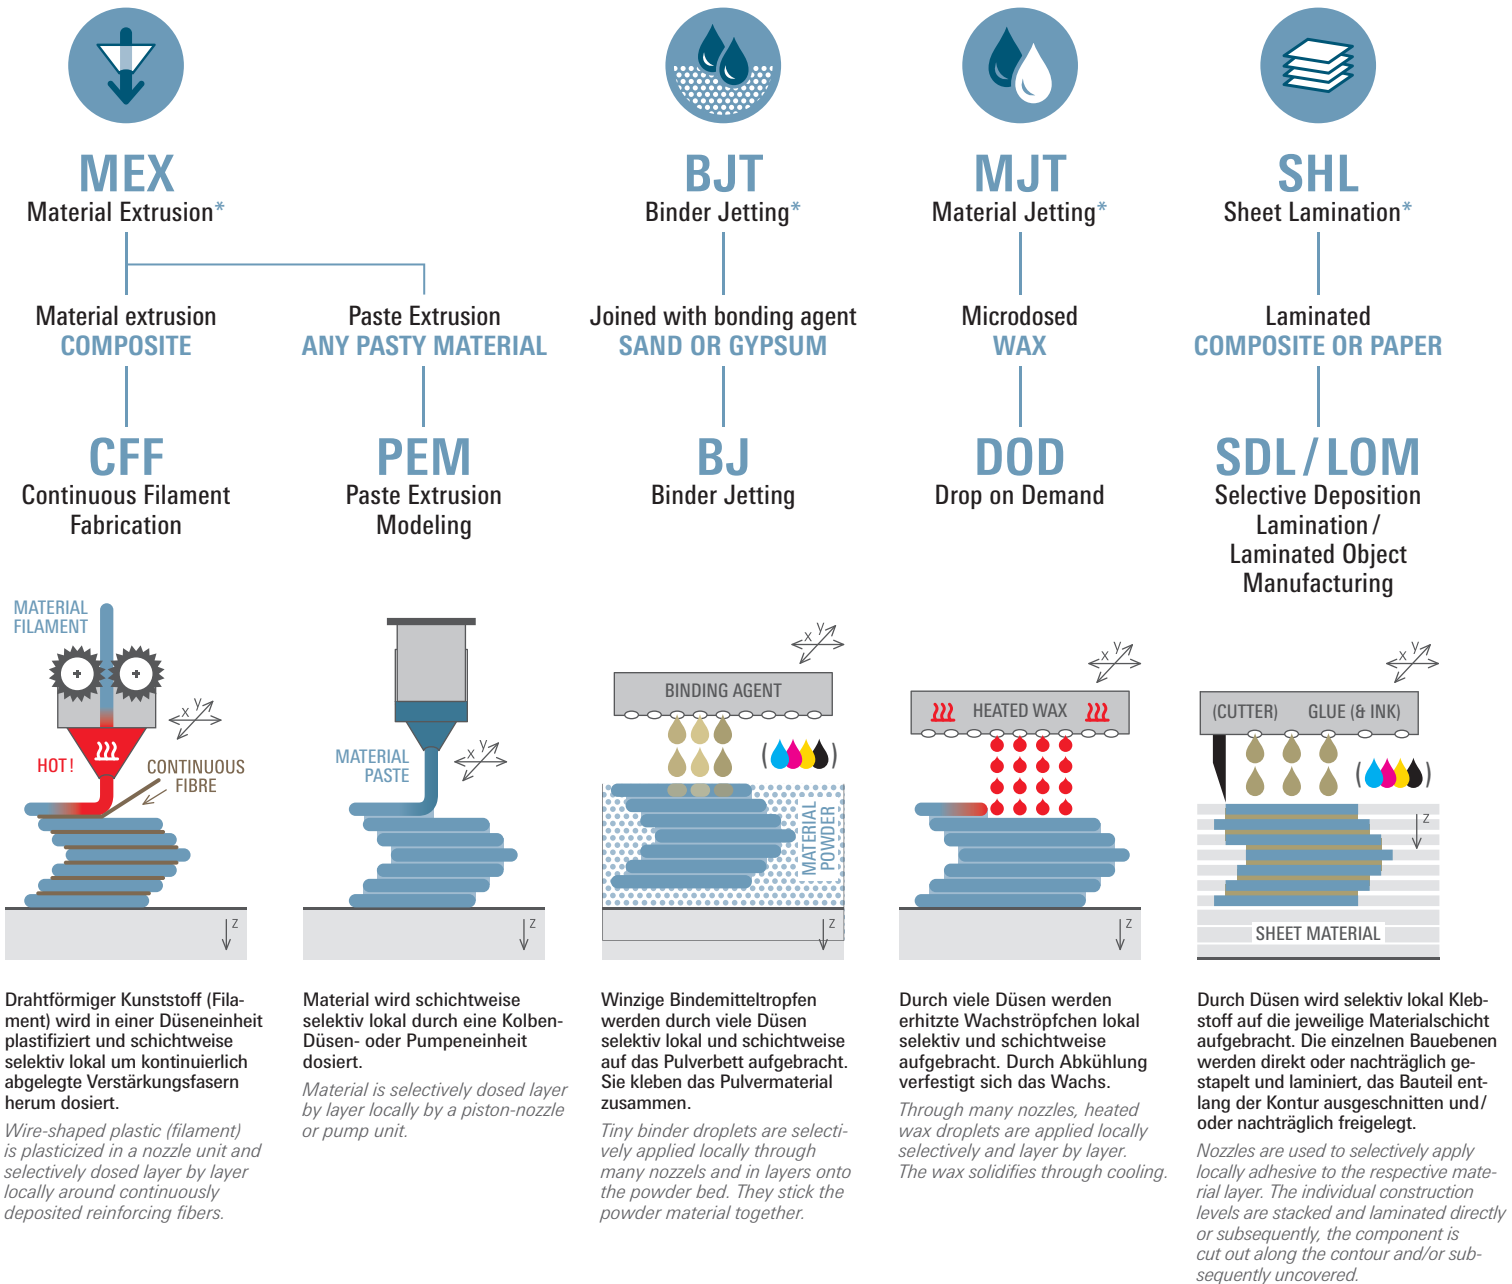 MEX
Material Extrusion*
Material extrusion
COMPOSITE
CFF
Continuous Filament
Fabrication
MATERIAL
FILAMENT
x
y
HOT!
CONTINUOUS
FIBRE
z
Drahtförmiger Kunststoff (Fila-
ment) wird in einer Düseneinheit
plastifiziert und schichtweise
selektiv lokal um kontinuierlich
abgelegte Verstärkungsfasern
herum dosiert.
Wire-shaped plastic (filament)
is plasticized in a nozzle unit and
selectively dosed layer by layer
locally around continuously
deposited reinforcing fibers.
Paste Extrusion
ANY PASTY MATERIAL
PEM
Paste Extrusion
Modeling
x
y
MATERIAL
PASTE
z
Material wird schichtweise
selektiv lokal durch eine Kolben-
Düsen- oder Pumpeneinheit
dosiert.
Material is selectively dosed layer
by layer locally by a piston-nozzle
or pump unit.
BJT
Binder Jetting*
Joined with bonding agent
SAND OR GYPSUM
BJ
Binder Jetting
x
y
BINDING AGENT
( )
MATERIAL
POWDER
z
Winzige Bindemitteltropfen
werden durch viele Düsen
selektiv lokal und schichtweise
auf das Pulverbett aufgebracht.
Sie kleben das Pulvermaterial
zusammen.
Tiny binder droplets are selecti-
vely applied locally through
many nozzels and in layers onto
the powder bed. They stick the
powder material together.
MJT
Material Jetting*
Microdosed
WAX
DOD
Drop on Demand
x
y
HEATED WAX
z
Durch viele Düsen werden
erhitzte Wachströpfchen lokal
selektiv und schichtweise
aufgebracht. Durch Abkühlung
verfestigt sich das Wachs.
Through many nozzles, heated
wax droplets are applied locally
selectively and layer by layer.
The wax solidifies through cooling.
SHL
Sheet Lamination*
Laminated
COMPOSITE OR PAPER
SDL / LOM
Selective Deposition
Lamination /
Laminated Object
Manufacturing
x
y
(CUTTER) GLUE (& INK)
( )
z
SHEET MATERIAL
Durch Düsen wird selektiv lokal Kleb-
stoff auf die jeweilige Materialschicht
aufgebracht. Die einzelnen Bauebenen
werden direkt oder nachträglich ge-
stapelt und laminiert, das Bauteil ent-
lang der Kontur ausgeschnitten und/
oder nachträglich freigelegt.
Nozzles are used to selectively apply
locally adhesive to the respective mate-
rial layer. The individual construction
levels are stacked and laminated directly
or subsequently, the component is
cut out along the contour and/or sub-
sequently uncovered.